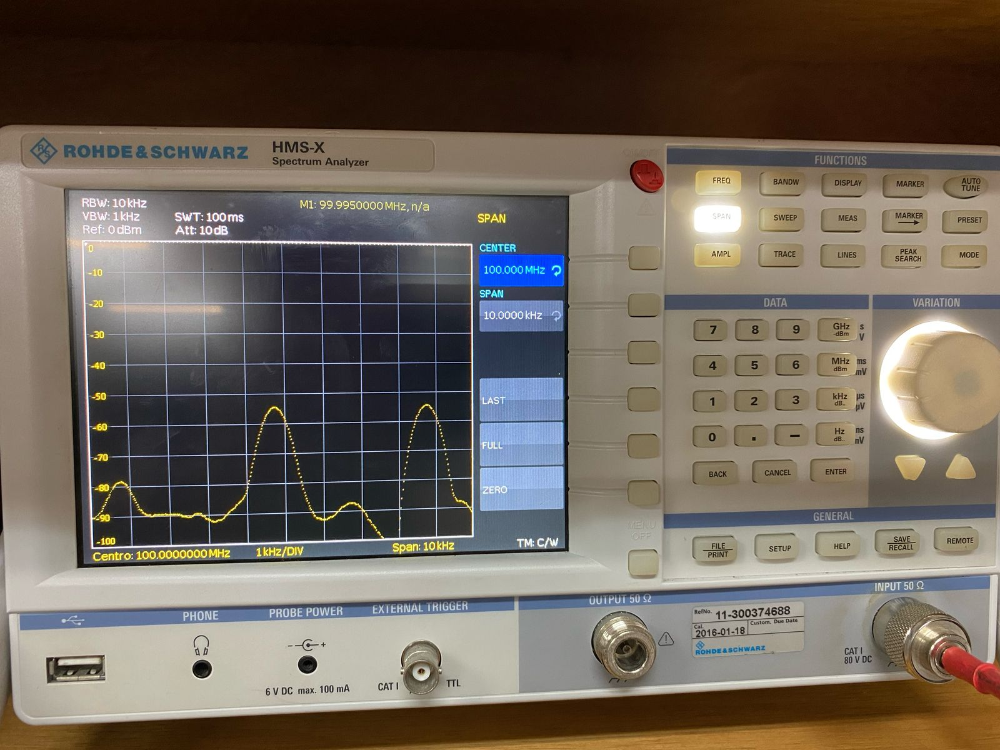 ROHDE & SCHWARZ
HMS-X
Spectrum Analyzer
RBW: 10 kHz
VBW: 1 kHz
Ref: 0 dBm
SWT: 100 ms
Att: 10 dB
M1: 99.9950000 MHz, n/a
SPAN
CENTER
100.000 MHz
SPAN
10.0000 kHz
LAST
FULL
ZERO
TM: C/W
0
-10
-20
-30
-40
-50
-60
-70
-80
-90
-100
Centro: 100.0000000 MHz
1 kHz/DIV
Span: 10 kHz
ON/OFF
MENU
OFF
FUNCTIONS
FREQ
BANDW
DISPLAY
MARKER
AUTO
TUNE
SPAN
SWEEP
MEAS
MARKER
PRESET
AMPL
TRACE
LINES
PEAK
SEARCH
MODE
DATA
7
8
9
GHz
-dBm
s
V
4
5
6
MHz
dBm
ms
mV
1
2
3
kHz
dB..
µs
µV
0
.
–
Hz
dB..
ns
nV
BACK
CANCEL
ENTER
VARIATION
GENERAL
FILE
PRINT
SETUP
HELP
SAVE
RECALL
REMOTE
PHONE
PROBE POWER
- +
6 V DC max. 100 mA
EXTERNAL TRIGGER
CAT I
TTL
OUTPUT 50 Ω
RefNo. 11-300374688
Cal.
2016-01-18
Custom. Due Date
ROHDE & SCHWARZ
INPUT 50 Ω
CAT I
80 V DC